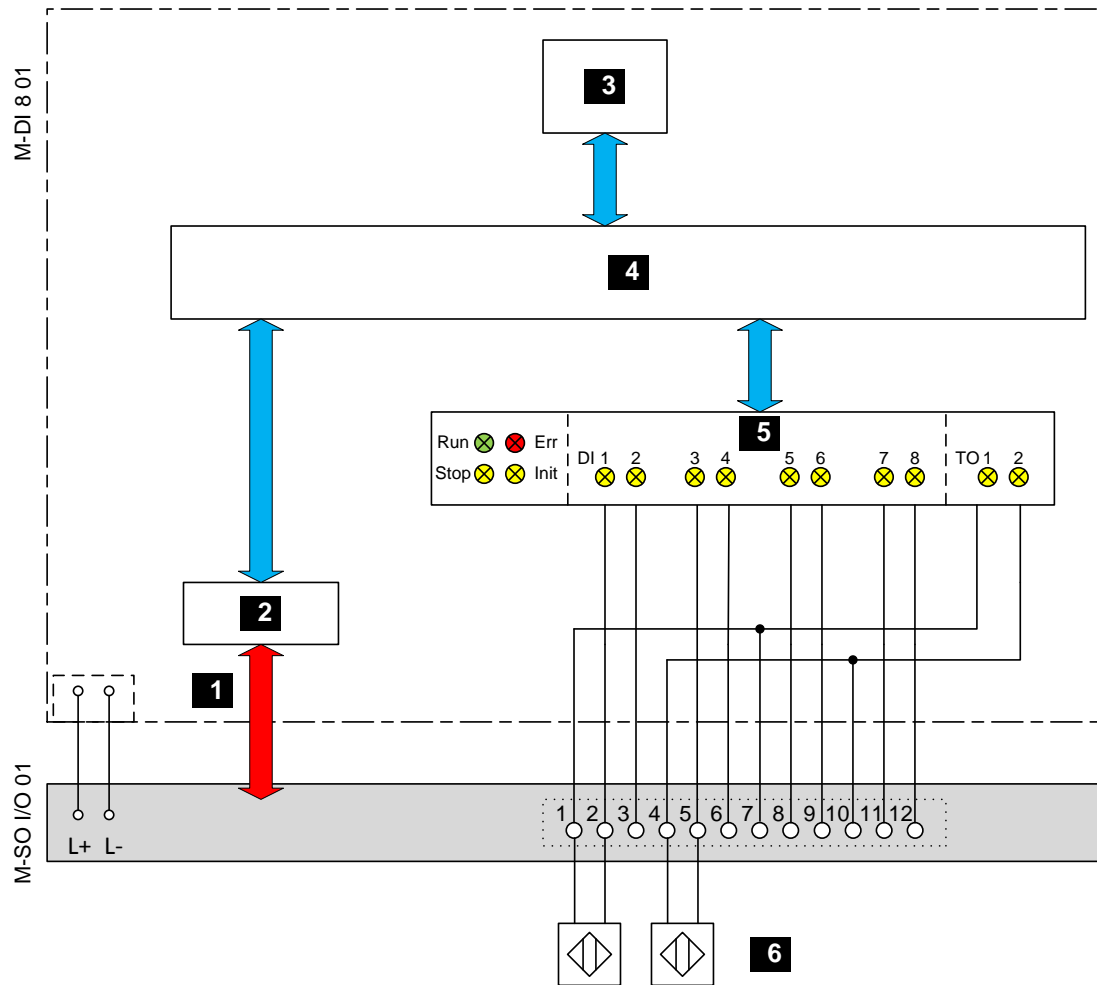 M-DI 8 01
3
4
5
Run Err
Stop Init
DI 1 2 3 4 5 6 7 8
TO 1 2
2
1
M-SO I/O 01
L+ L-
1 2 3 4 5 6 7 8 9 10 11 12
6